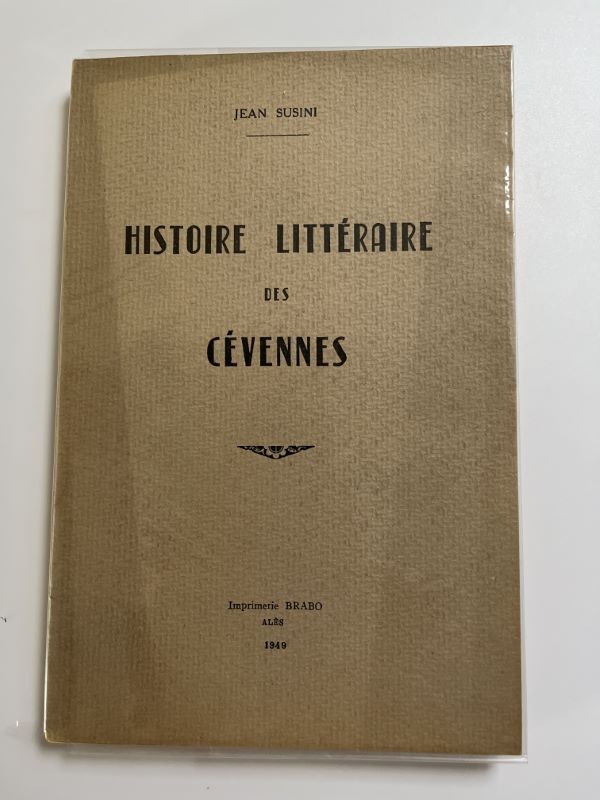 JEAN SUSINI
HISTOIRE LITTÉRAIRE
DES
CÉVENNES
Imprimerie BRABO
ALÈS
1949